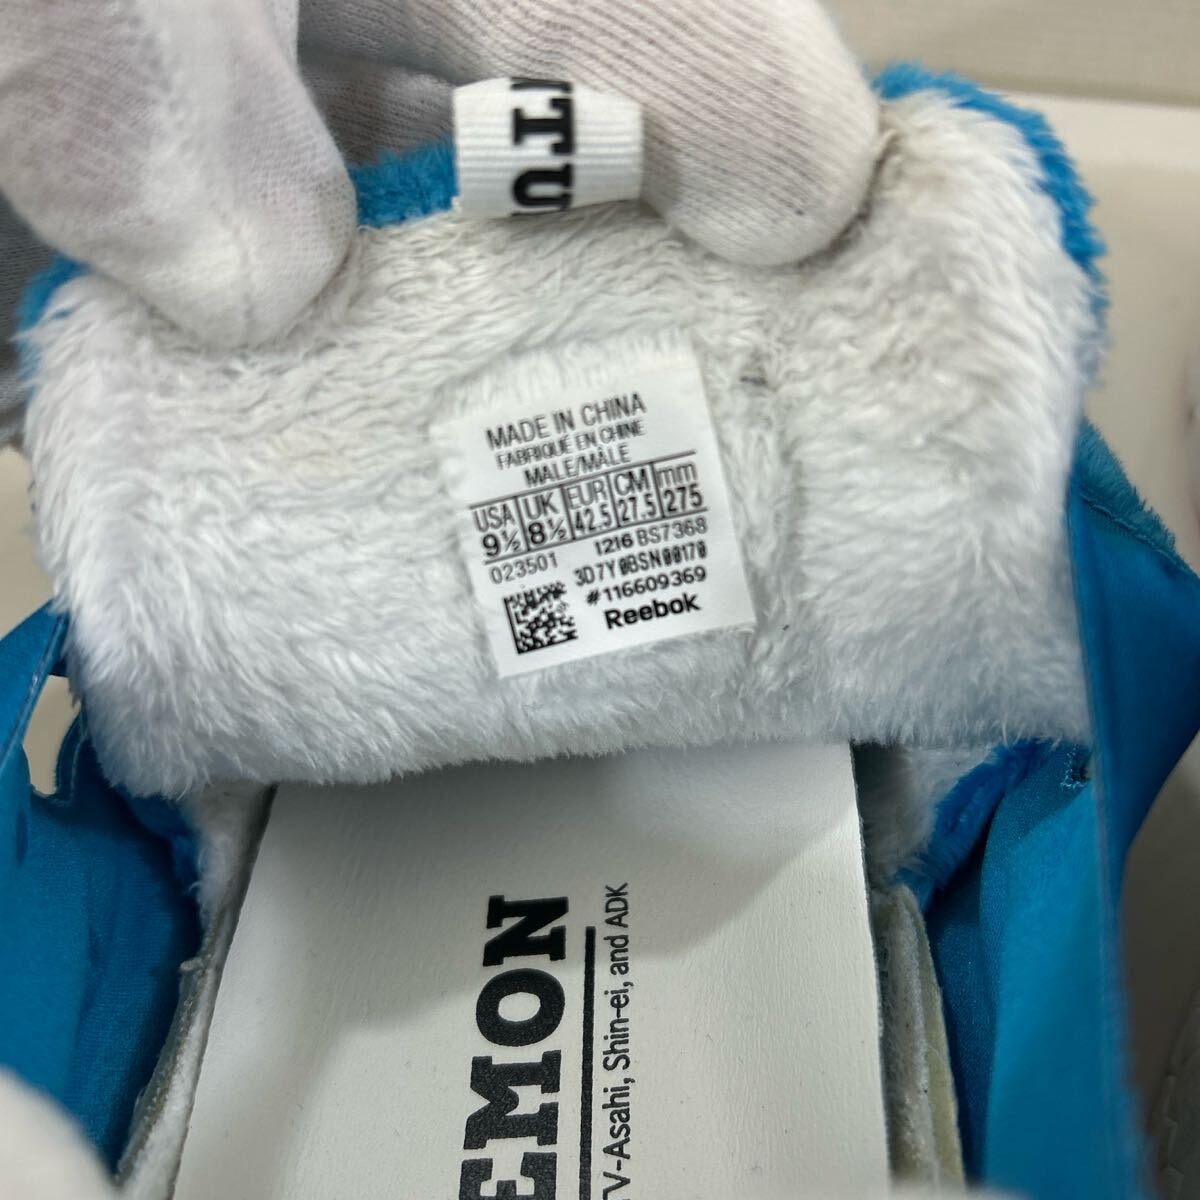 MADE IN CHINA
FABRIQUÉ EN CHINE
MALE/MÂLE
USA UK EUR CM mm
9½ 8½ 42.5 27.5 275
023501 1216 BS7368
3D7Y0BSN00170
#116609369
Reebok
EMON
TV-Asahi, Shin-ei, and ADK